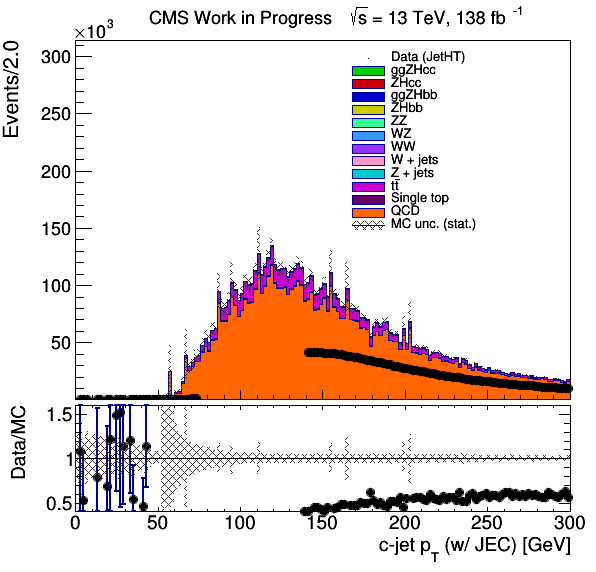 CMS Work in Progress √s = 13 TeV, 138 fb⁻¹
×10³
Events/2.0
300
250
200
150
100
50
Data (JetHT)
ggZHcc
ZHcc
ggZHbb
ZHbb
ZZ
WZ
WW
W + jets
Z + jets
tt̄
Single top
QCD
MC unc. (stat.)
Data/MC
1.5
1
0.5
0 50 100 150 200 250 300
c-jet p_T (w/ JEC) [GeV]